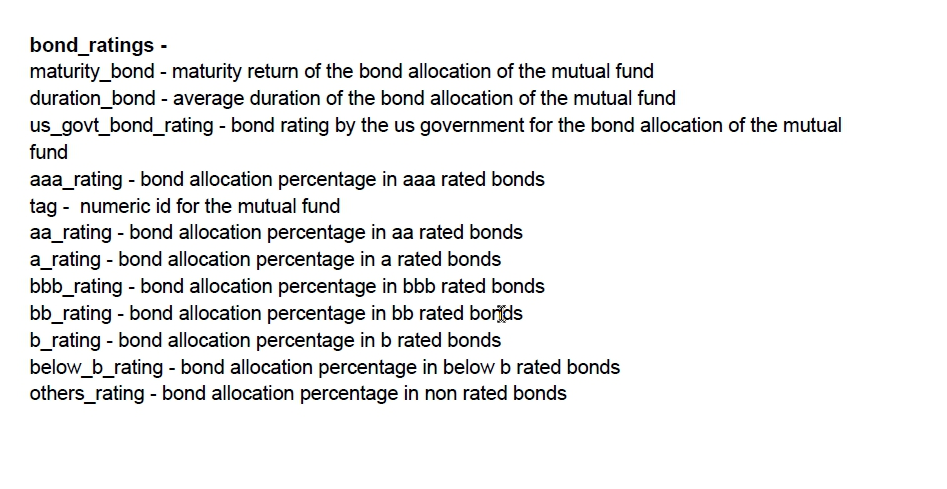 bond_ratings -
maturity_bond - maturity return of the bond allocation of the mutual fund
duration_bond - average duration of the bond allocation of the mutual fund
us_govt_bond_rating - bond rating by the us government for the bond allocation of the mutual
fund
aaa_rating - bond allocation percentage in aaa rated bonds
tag -  numeric id for the mutual fund
aa_rating - bond allocation percentage in aa rated bonds
a_rating - bond allocation percentage in a rated bonds
bbb_rating - bond allocation percentage in bbb rated bonds
bb_rating - bond allocation percentage in bb rated bonds
b_rating - bond allocation percentage in b rated bonds
below_b_rating - bond allocation percentage in below b rated bonds
others_rating - bond allocation percentage in non rated bonds